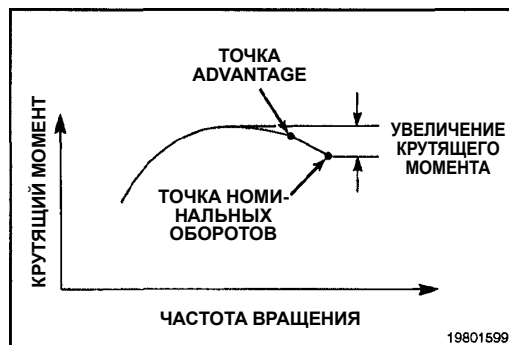 ТОЧКА
ADVANTAGE
УВЕЛИЧЕНИЕ
КРУТЯЩЕГО
МОМЕНТА
ТОЧКА НОМИ-
НАЛЬНЫХ
ОБОРОТОВ
КРУТЯЩИЙ МОМЕНТ
ЧАСТОТА ВРАЩЕНИЯ
19801599